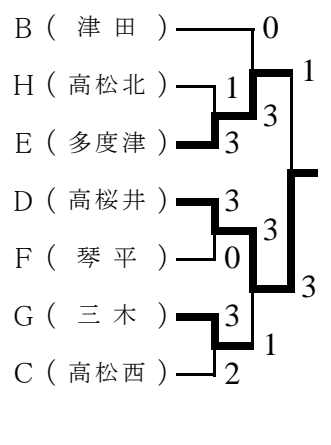 B ( 津 田 ) 0
1
H ( 高松北 ) 1
3
E ( 多度津 ) 3
D ( 高桜井 ) 3
3
F ( 琴 平 ) 0
3
G ( 三 木 ) 3
1
C ( 高松西 ) 2